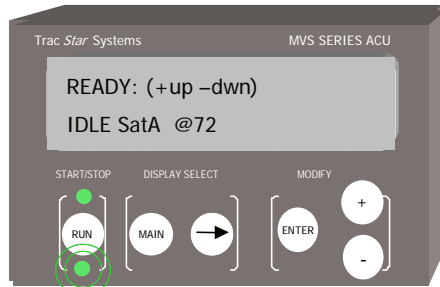 Trac Star Systems MVS SERIES ACU
READY: (+up –dwn)
IDLE SatA @72
START/STOP DISPLAY SELECT MODIFY
RUN MAIN ENTER +
-